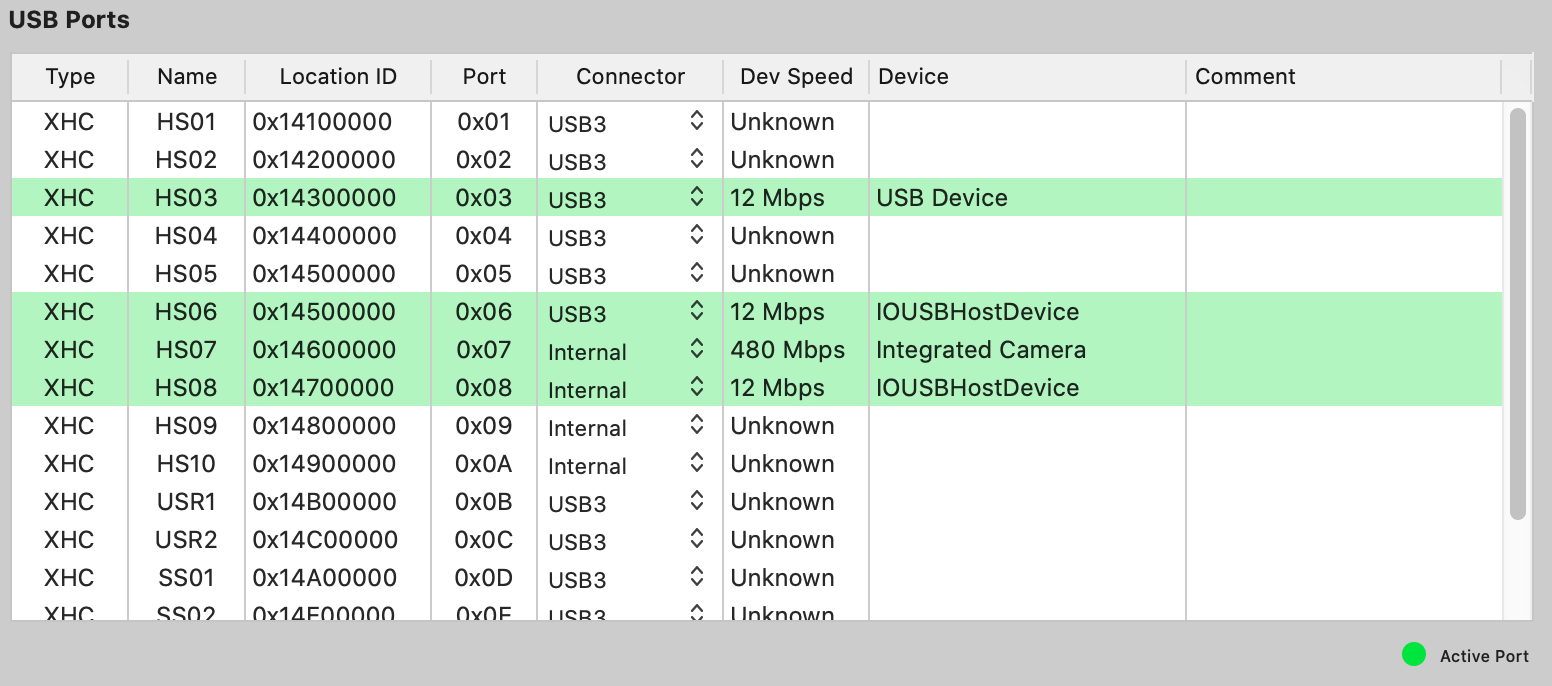 USB Ports
Type Name Location ID Port Connector Dev Speed Device Comment
XHC HS01 0x14100000 0x01 USB3 Unknown
XHC HS02 0x14200000 0x02 USB3 Unknown
XHC HS03 0x14300000 0x03 USB3 12 Mbps USB Device
XHC HS04 0x14400000 0x04 USB3 Unknown
XHC HS05 0x14500000 0x05 USB3 Unknown
XHC HS06 0x14500000 0x06 USB3 12 Mbps IOUSBHostDevice
XHC HS07 0x14600000 0x07 Internal 480 Mbps Integrated Camera
XHC HS08 0x14700000 0x08 Internal 12 Mbps IOUSBHostDevice
XHC HS09 0x14800000 0x09 Internal Unknown
XHC HS10 0x14900000 0x0A Internal Unknown
XHC USR1 0x14B00000 0x0B USB3 Unknown
XHC USR2 0x14C00000 0x0C USB3 Unknown
XHC SS01 0x14A00000 0x0D USB3 Unknown
XHC SS02 USB3 Unknown
Active Port